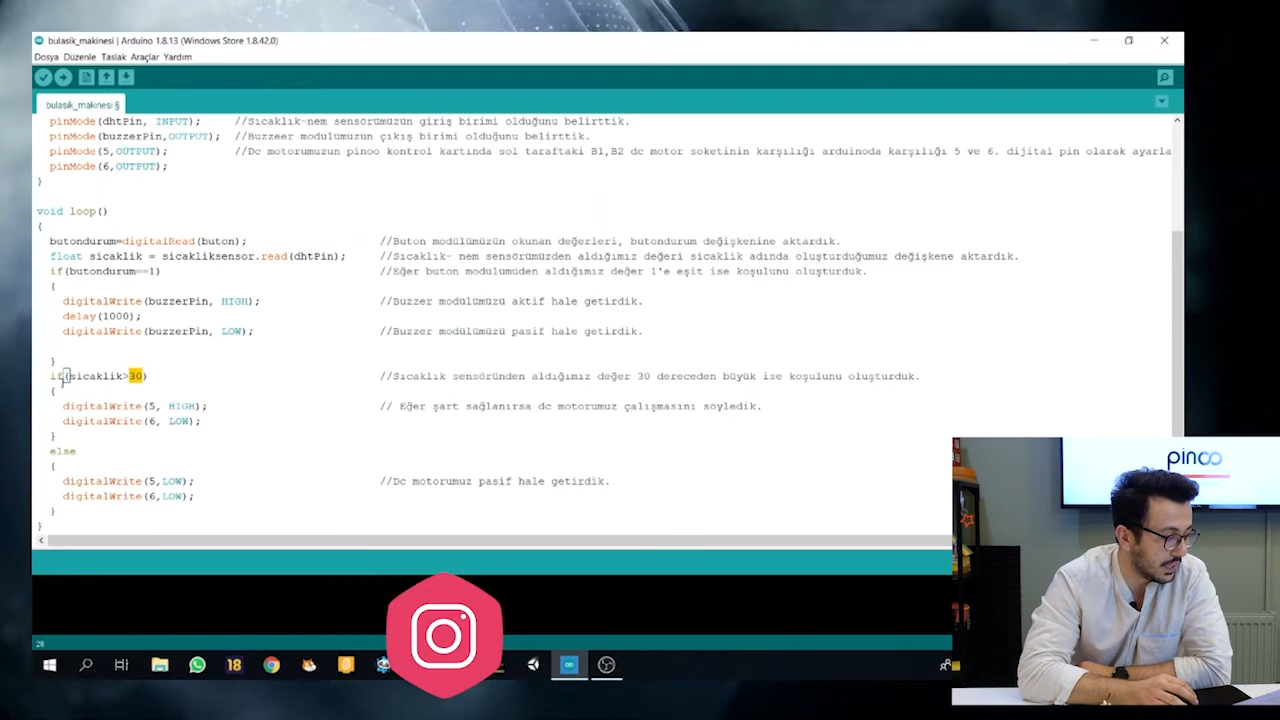 bulasik_makinesi | Arduino 1.8.13 (Windows Store 1.8.42.0)
Dosya Düzenle Taslak Araçlar Yardım
bulasik_makinesi §
pinMode(dhtPin, INPUT); //Sıcaklık-nem sensörümüzün giriş birimi olduğunu belirttik.
pinMode(buzzerPin,OUTPUT); //Buzzeer modülümüzün çıkış birimi olduğunu belirttik.
pinMode(5,OUTPUT); //Dc motorumuzun pinoo kontrol kartında sol taraftaki B1,B2 dc motor soketinin karşılığı arduinoda karşılığı 5 ve 6. dijital pin olarak ayarla
pinMode(6,OUTPUT);
}
void loop()
{
butondurum=digitalRead(buton); //Buton modülümüzün okunan değerleri, butondurum değişkenine aktardık.
float sicaklik = sicakliksensor.read(dhtPin); //Sıcaklık- nem sensörümüzden aldığımız değeri sicaklik adında oluşturduğumuz değişkene aktardık.
if(butondurum==1) //Eğer buton modülümüden aldığımız değer 1'e eşit ise koşulunu oluşturduk.
{
digitalWrite(buzzerPin, HIGH); //Buzzer modülümüzü aktif hale getirdik.
delay(1000);
digitalWrite(buzzerPin, LOW); //Buzzer modülümüzü pasif hale getirdik.
}
if(sicaklik>30) //Sıcaklık sensöründen aldığımız değer 30 dereceden büyük ise koşulunu oluşturduk.
{
digitalWrite(5, HIGH); // Eğer şart sağlanırsa dc motorumuz çalışmasını söyledik.
digitalWrite(6, LOW);
}
else
{
digitalWrite(5,LOW); //Dc motorumuz pasif hale getirdik.
digitalWrite(6,LOW);
}
}
pinoo
28
18